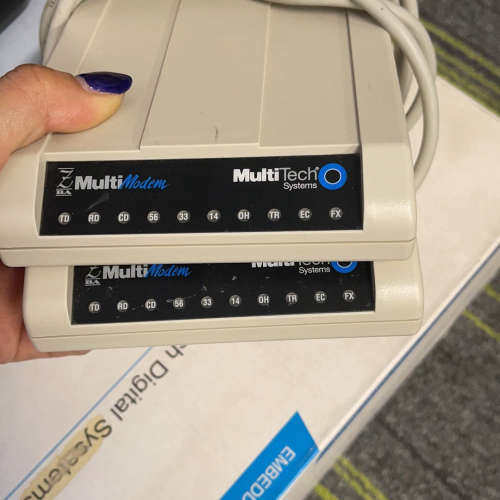 ZBA MultiModem MultiTech® Systems
TD RD CD 56 33 14 OH TR EC FX
ZBA MultiModem MultiTech Systems
TD RD CD 56 33 14 OH TR EC FX
ch Digital Systems
EMBEDD